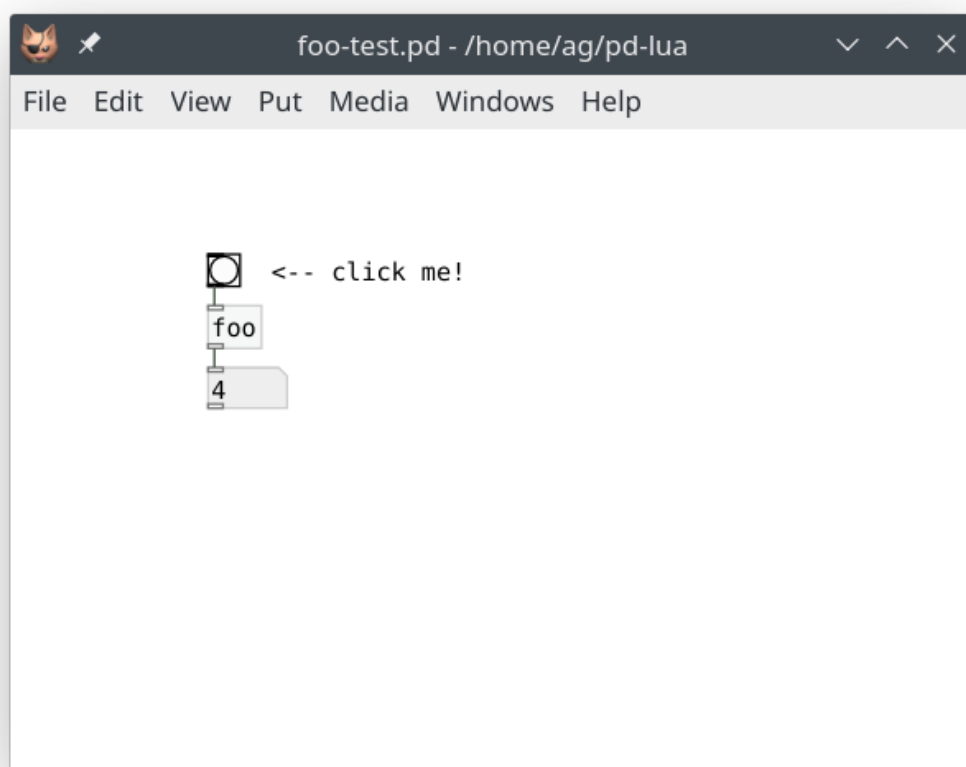 foo-test.pd - /home/ag/pd-lua
File Edit View Put Media Windows Help
<-- click me!
foo
4